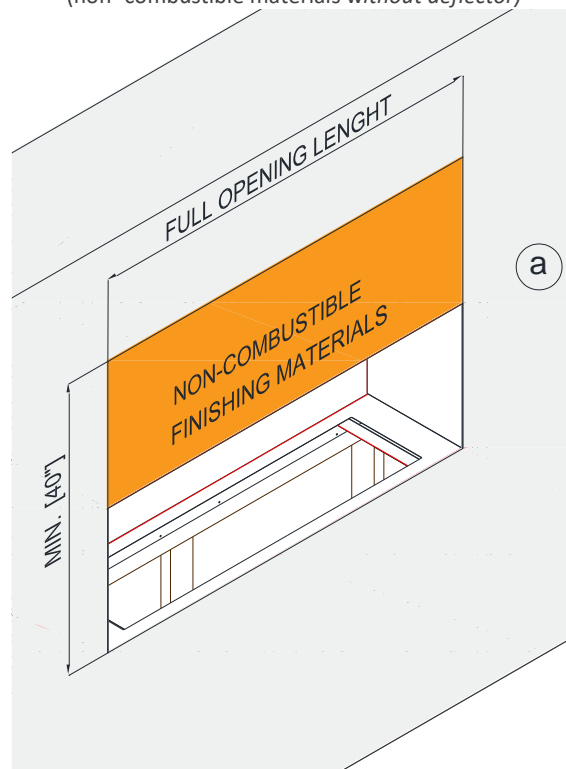 (non- combustible materials without deflector)
FULL OPENING LENGHT
a
NON-COMBUSTIBLE
FINISHING MATERIALS
MIN. [40"]